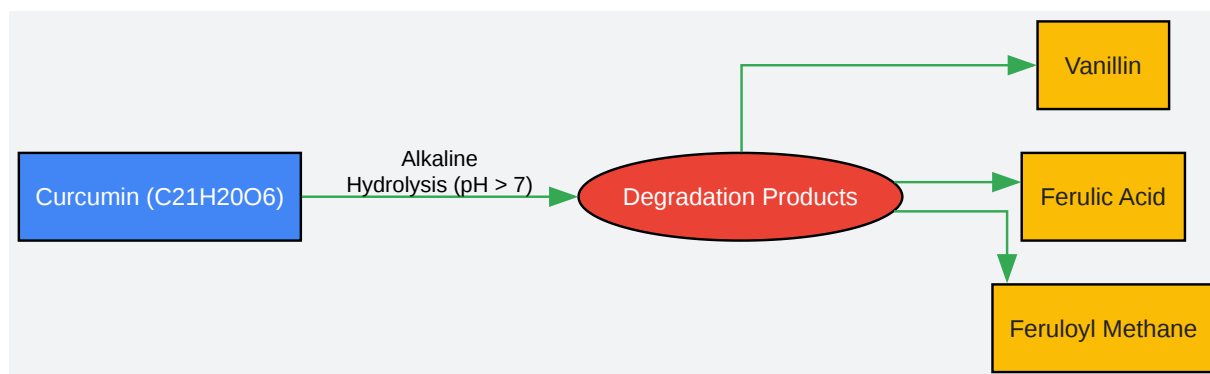 Vanillin
Alkaline
Hydrolysis (pH > 7)
Curcumin (C21H20O6)
Degradation Products
Ferulic Acid
Feruloyl Methane